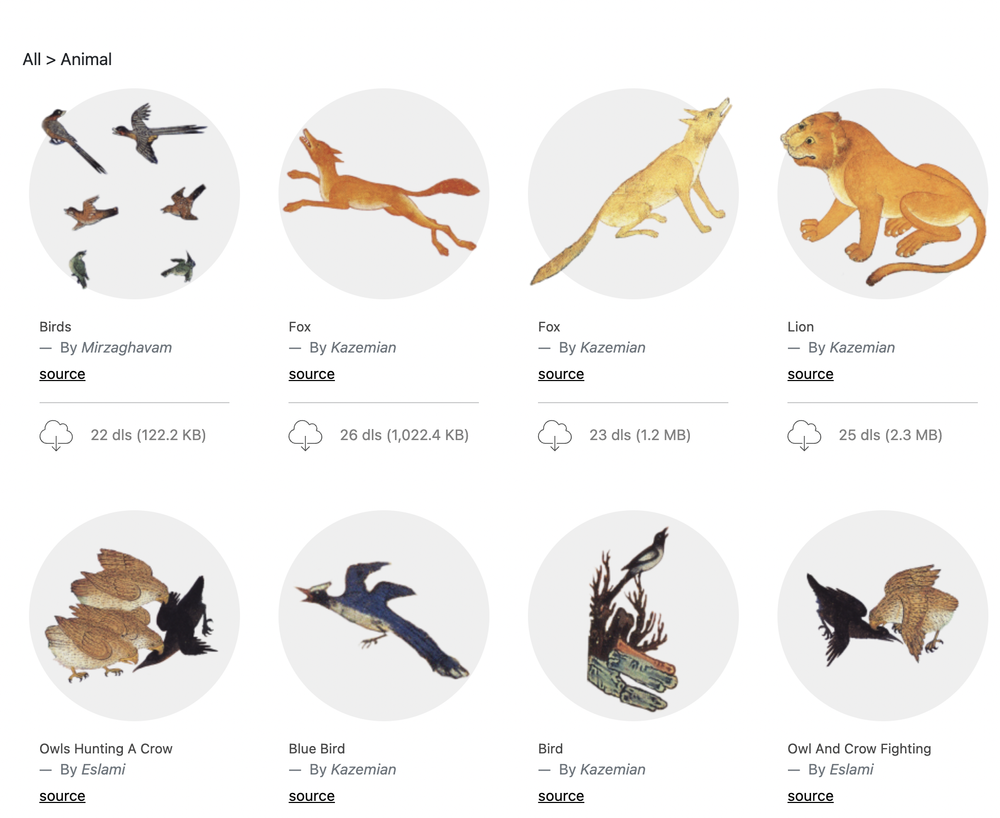 All > Animal
Birds
— By Mirzaghavam
source
22 dls (122.2 KB)
Fox
— By Kazemian
source
26 dls (1,022.4 KB)
Fox
— By Kazemian
source
23 dls (1.2 MB)
Lion
— By Kazemian
source
25 dls (2.3 MB)
Owls Hunting A Crow
— By Eslami
source
Blue Bird
— By Kazemian
source
Bird
— By Kazemian
source
Owl And Crow Fighting
— By Eslami
source